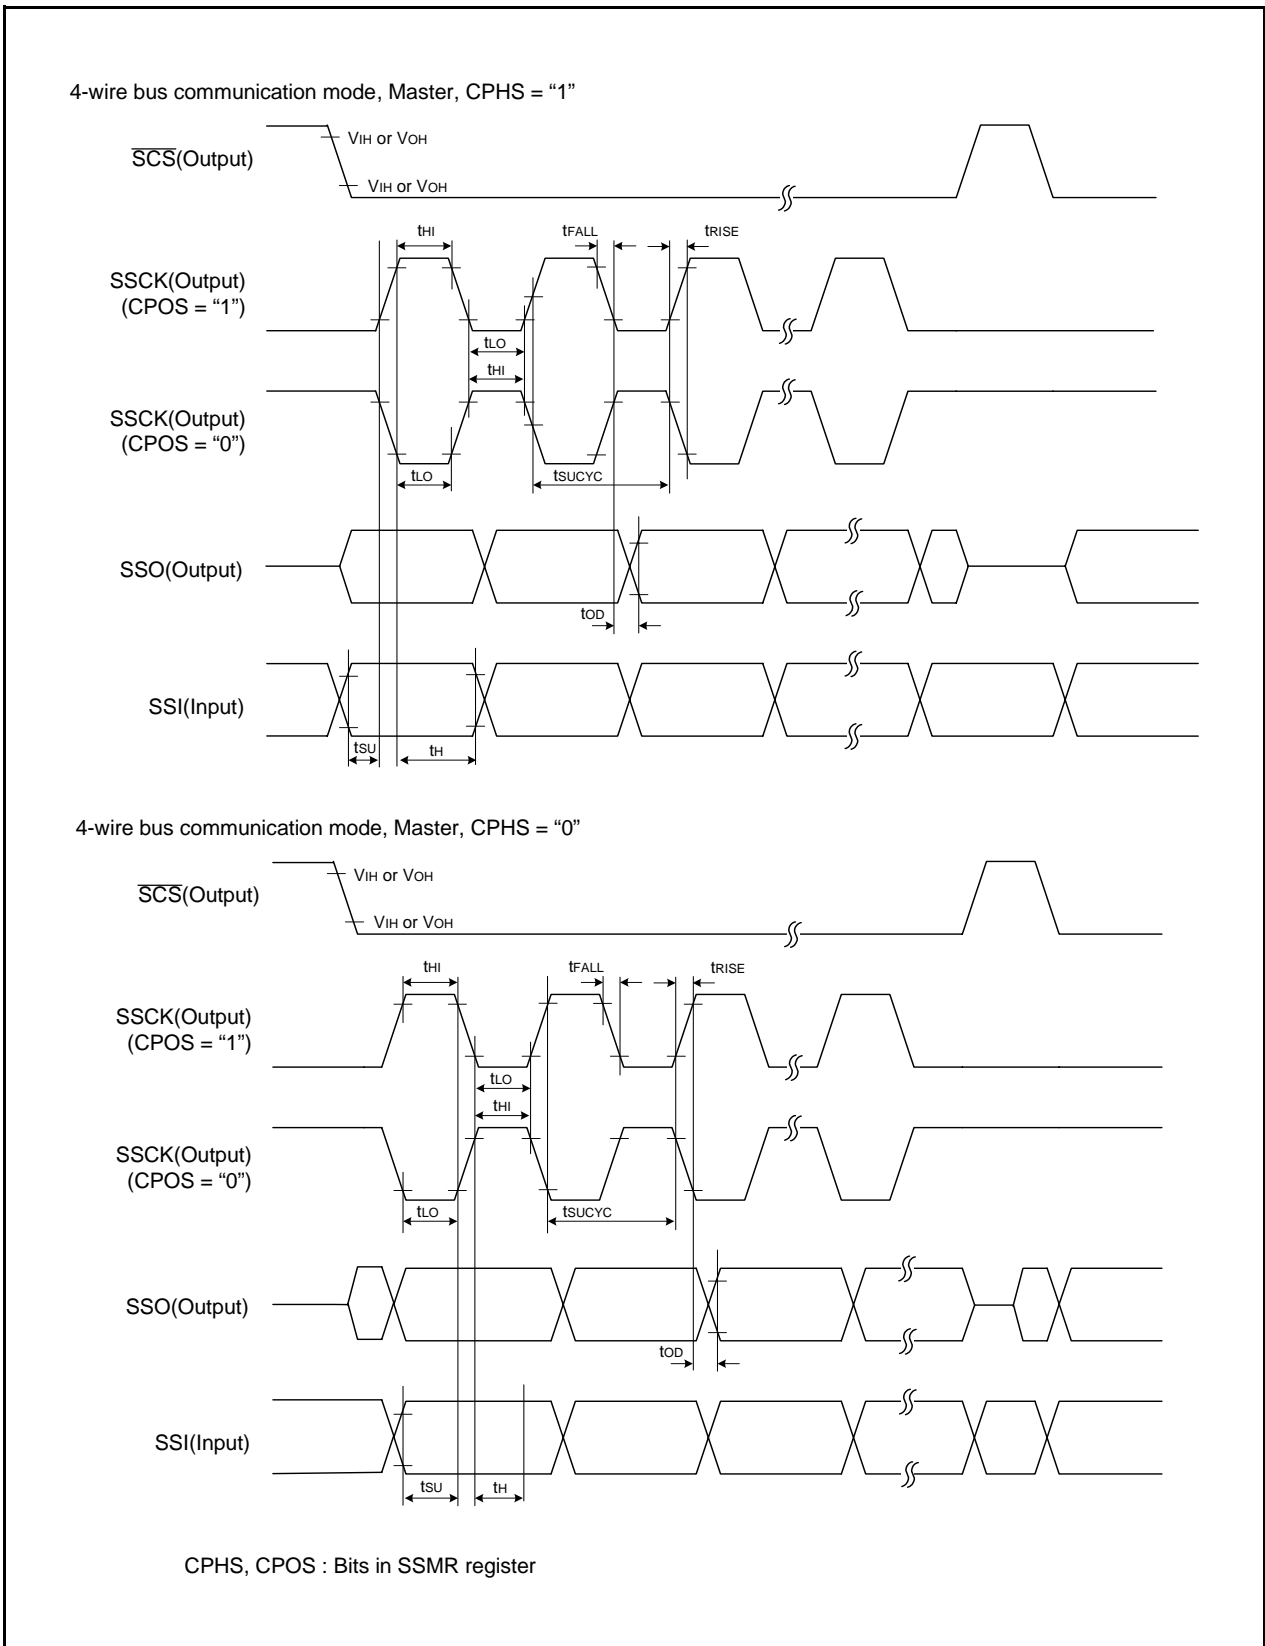 4-wire bus communication mode, Master, CPHS = “1”
SCS(Output)
VIH or VOH
VIH or VOH
tHI
tFALL
tRISE
SSCK(Output)
(CPOS = “1”)
tLO
tHI
SSCK(Output)
(CPOS = “0”)
tLO
tSUCYC
SSO(Output)
tOD
SSI(Input)
tSU
tH
4-wire bus communication mode, Master, CPHS = “0”
SCS(Output)
VIH or VOH
VIH or VOH
tHI
tFALL
tRISE
SSCK(Output)
(CPOS = “1”)
tLO
tHI
SSCK(Output)
(CPOS = “0”)
tLO
tSUCYC
SSO(Output)
tOD
SSI(Input)
tSU
tH
CPHS, CPOS : Bits in SSMR register